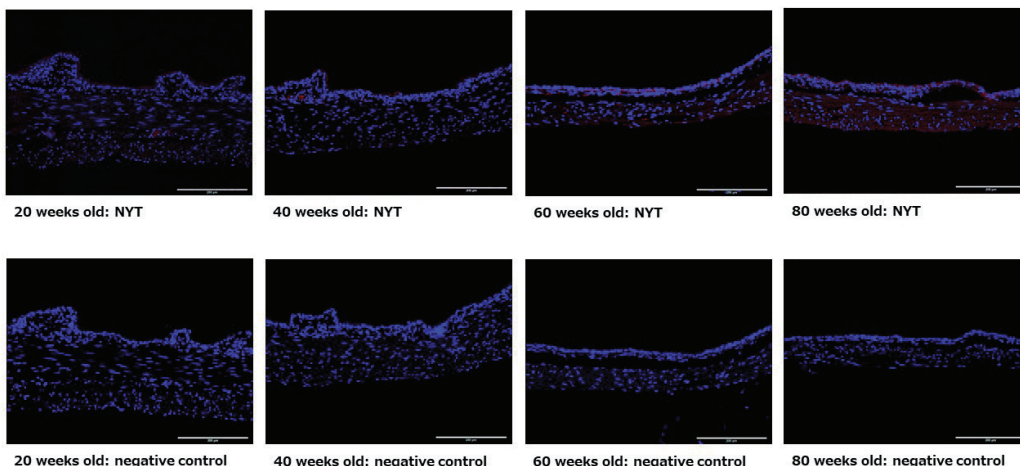 20 weeks old: NYT
40 weeks old: NYT
60 weeks old: NYT
80 weeks old: NYT
20 weeks old: negative control
40 weeks old: negative control
60 weeks old: negative control
80 weeks old: negative control